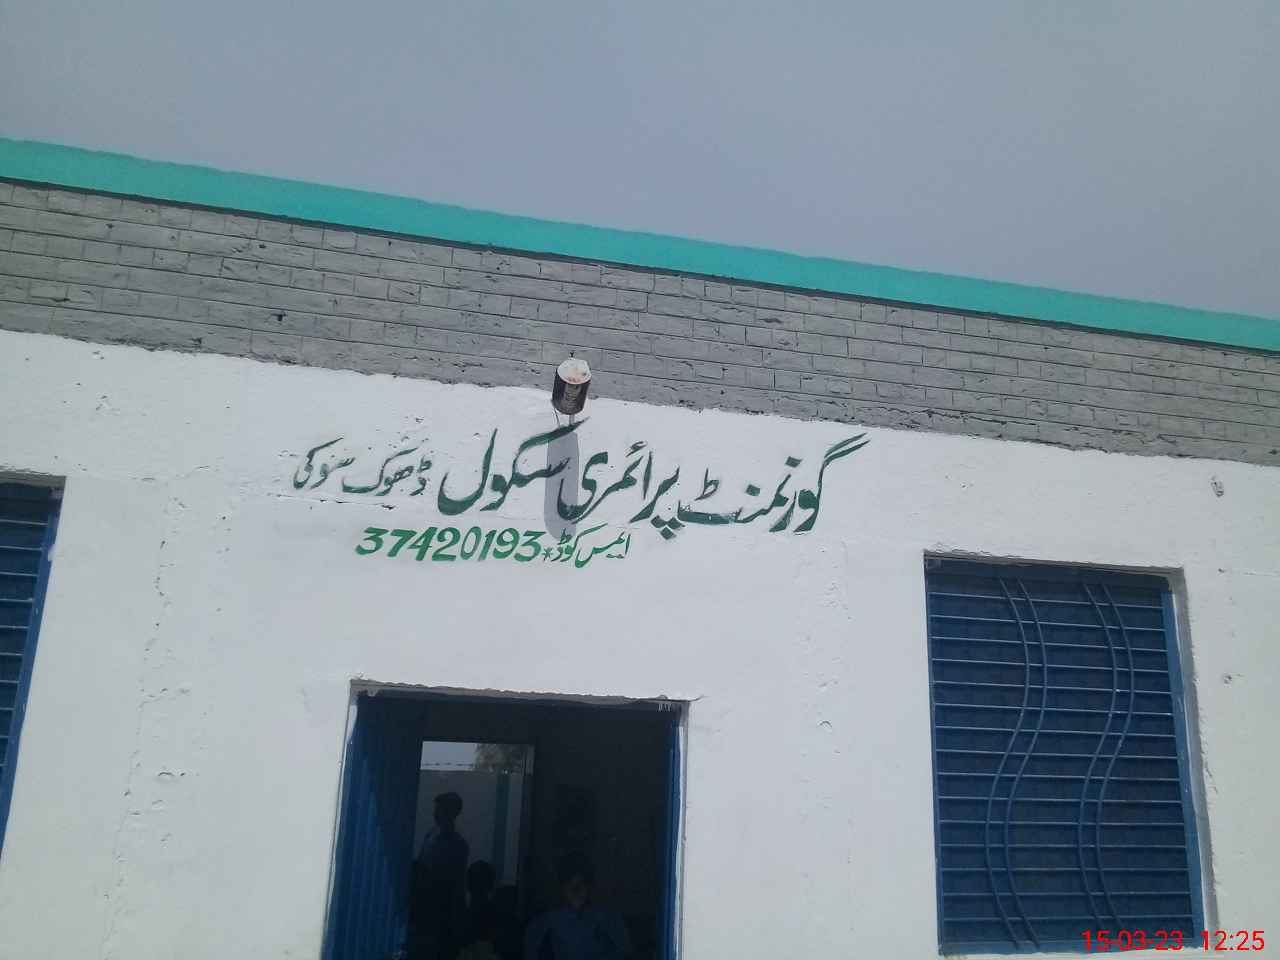 گورنمنٹ پرائمری سکول ڈھوک سوکی
ایمس کوڈ*37420193
15-03-23 12:25